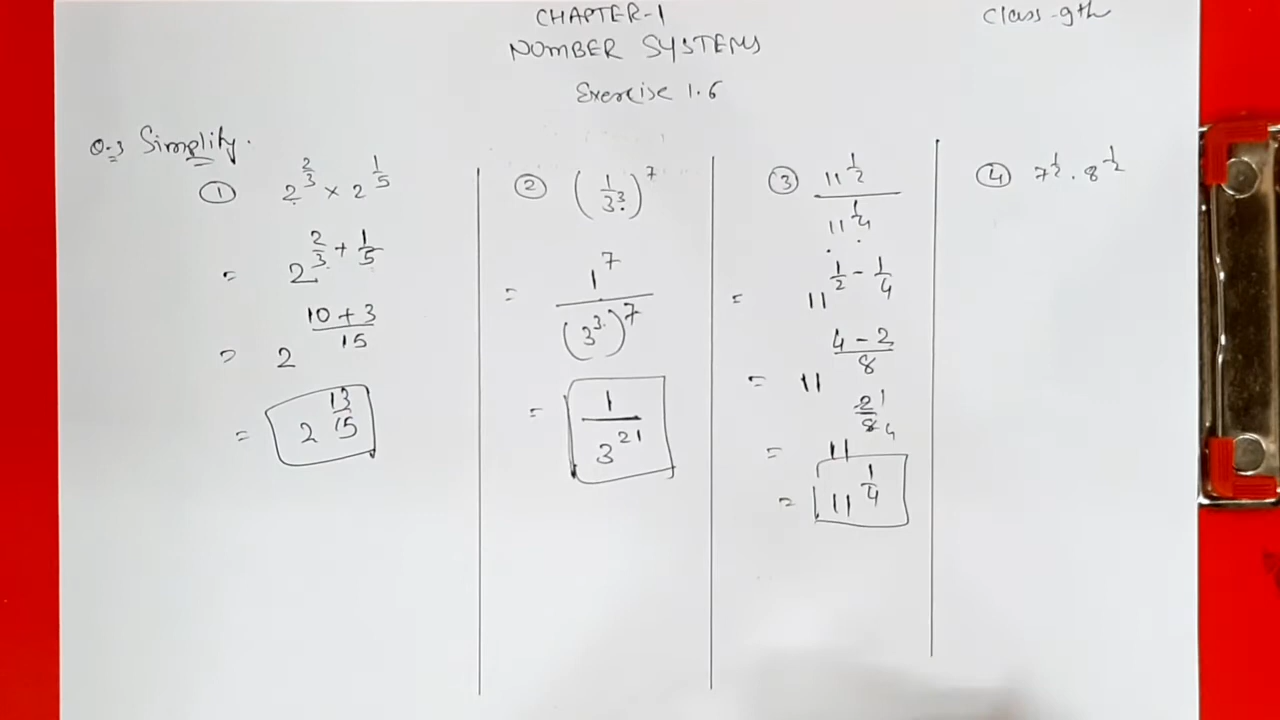 CHAPTER-1
Class-9th
NUMBER SYSTEMS
Exercise 1.6
Q-3 Simplify.
① 2^(2/3) × 2^(1/5)
= 2^(2/3 + 1/5)
= 2^((10 + 3)/15)
= 2^(13/15)
② (1/3^3)^7
= 1^7/(3^3)^7
= 1/3^21
③ 11^(1/2)/11^(1/4)
= 11^(1/2 - 1/4)
= 11^((4 - 2)/8)
= 11^(2/8) 1 4
= 11^(1/4)
④ 7^(1/2) . 8^(1/2)